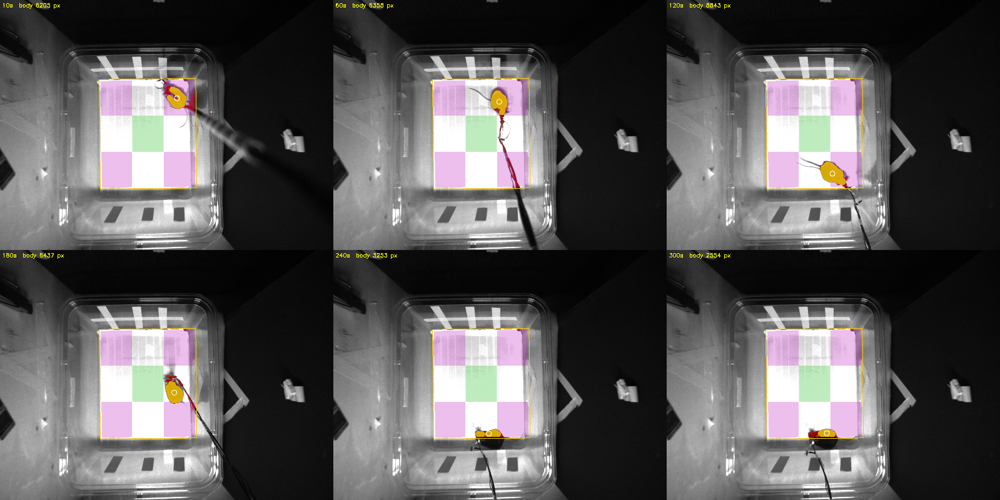 10s body 6205 px
60s body 6358 px
120s body 8843 px
180s body 6437 px
240s body 3253 px
300s body 2554 px